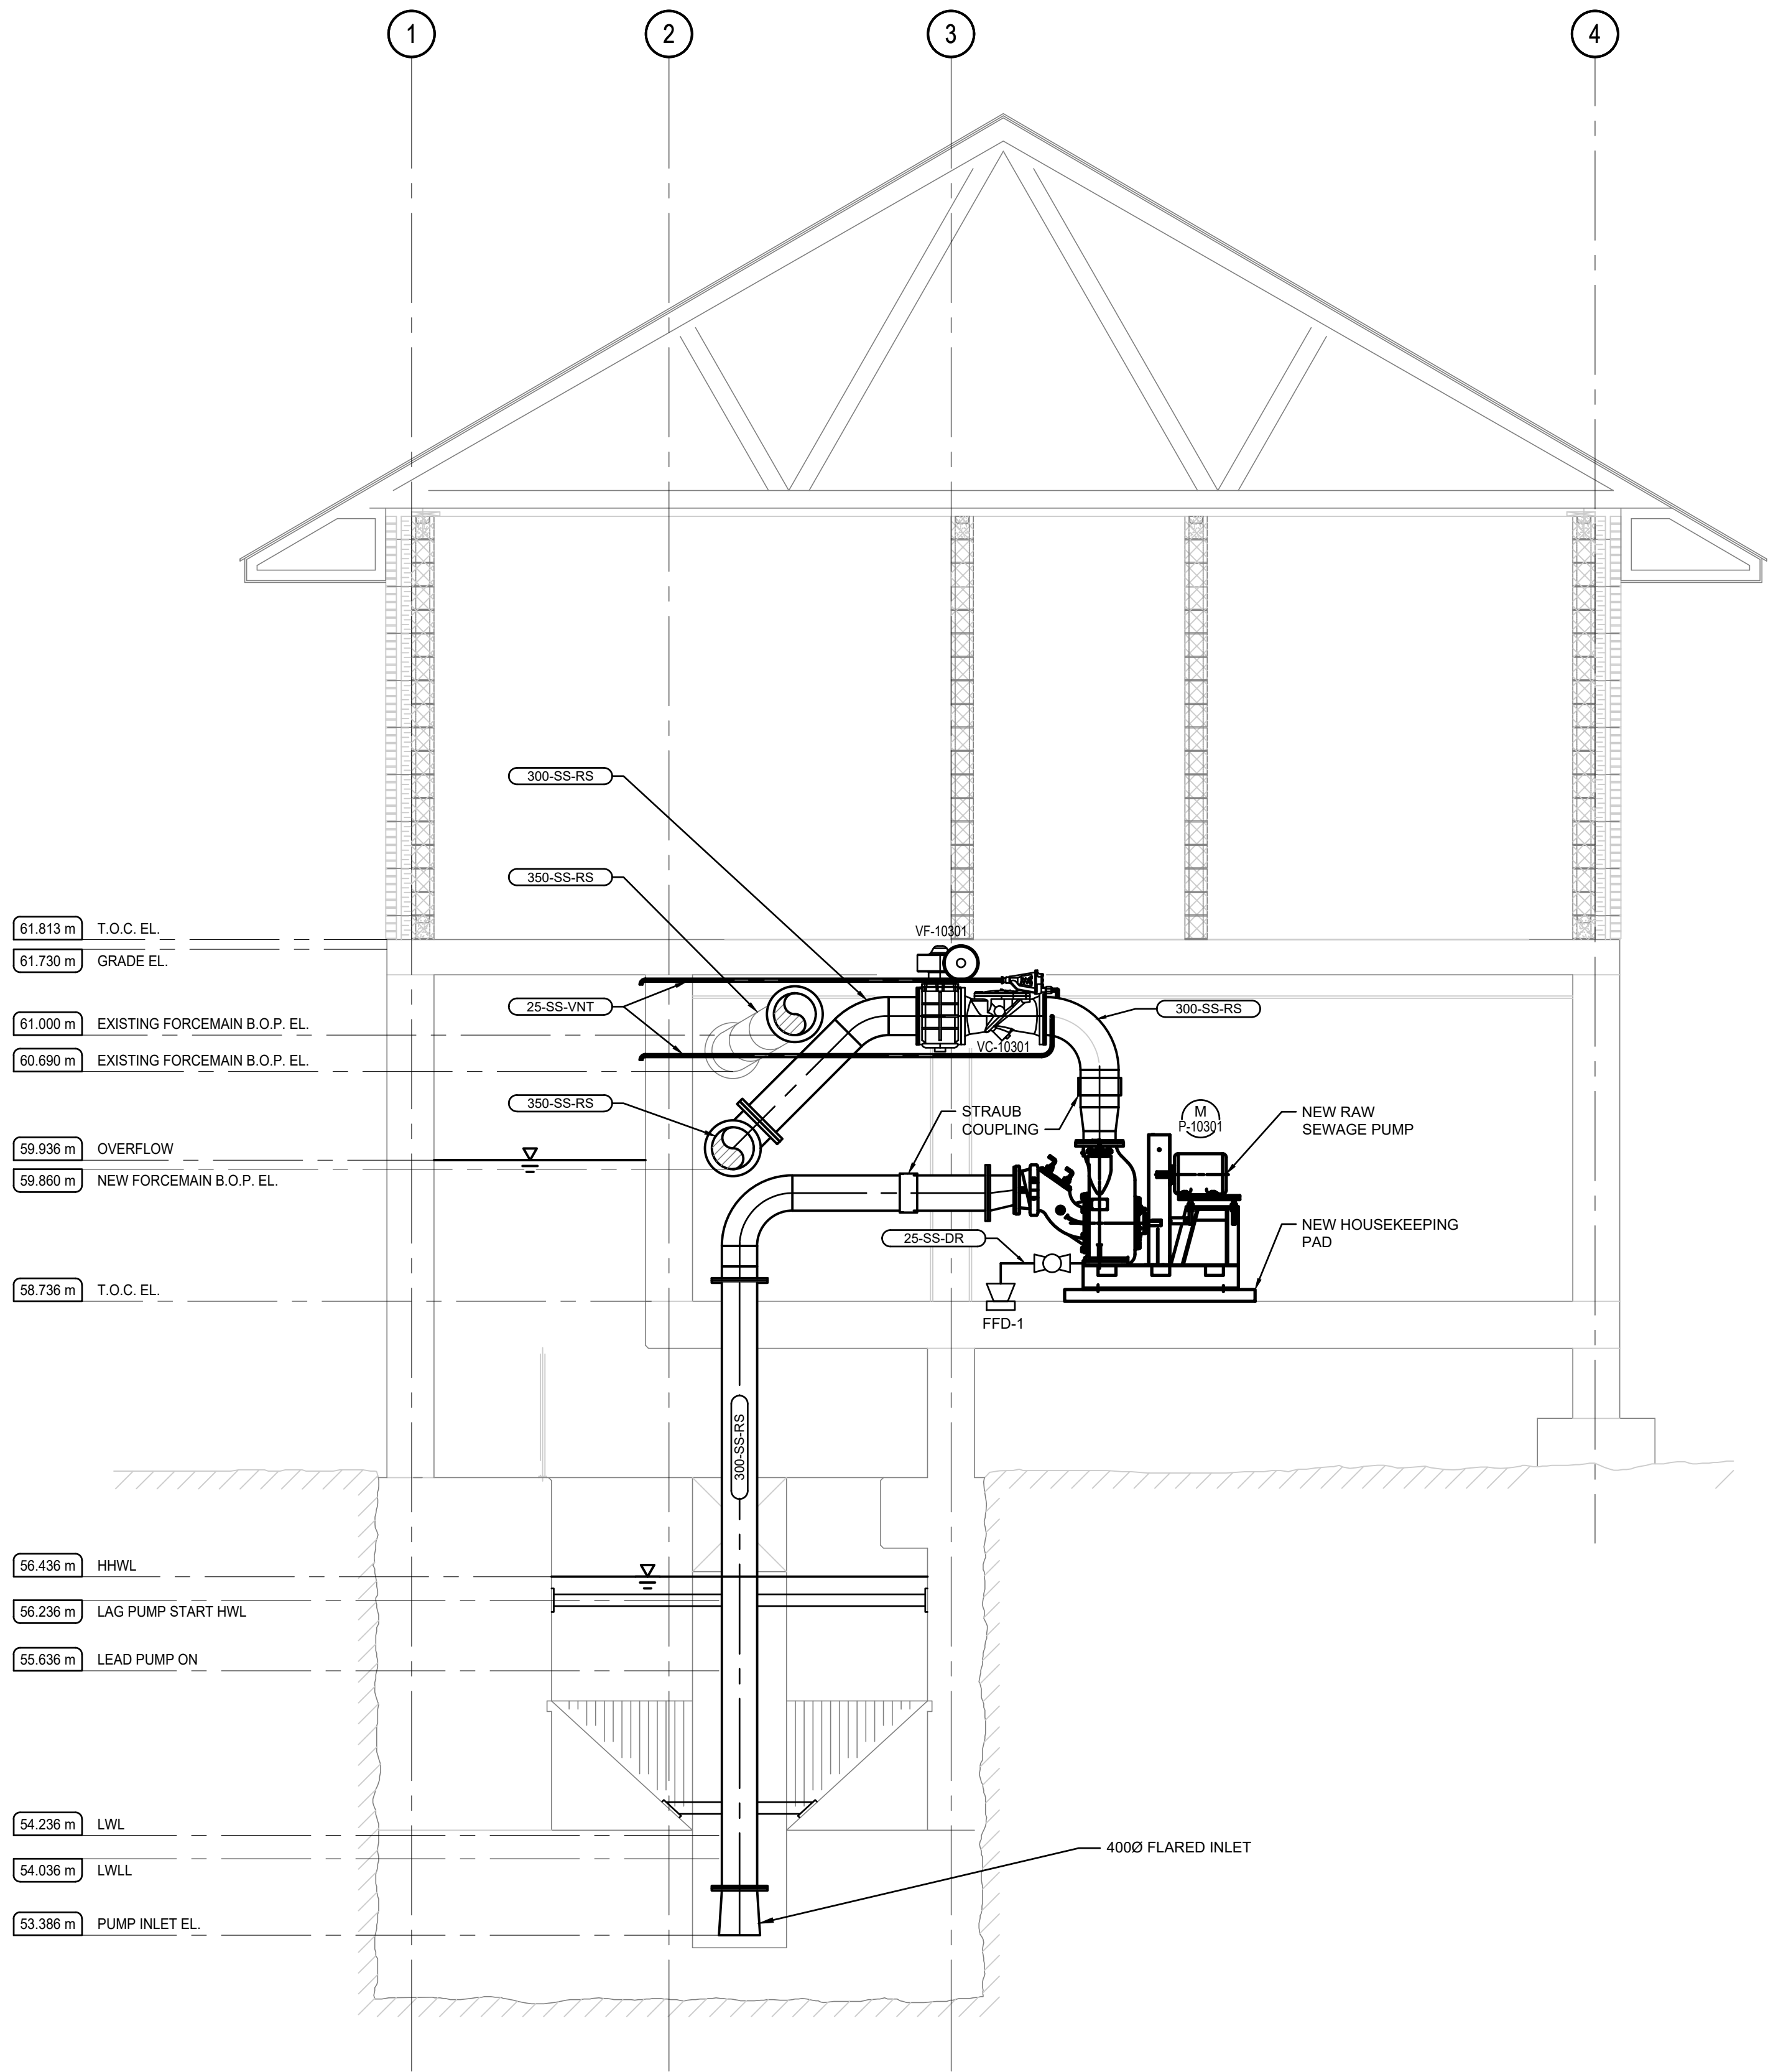 1
2
3
4
300-SS-RS
350-SS-RS
61.813 m T.O.C. EL.
VF-10301
61.730 m GRADE EL.
25-SS-VNT
300-SS-RS
61.000 m EXISTING FORCEMAIN B.O.P. EL.
VC-10301
60.690 m EXISTING FORCEMAIN B.O.P. EL.
350-SS-RS
STRAUB
COUPLING
M
P-10301
NEW RAW
SEWAGE PUMP
59.936 m OVERFLOW
59.860 m NEW FORCEMAIN B.O.P. EL.
NEW HOUSEKEEPING
PAD
25-SS-DR
58.736 m T.O.C. EL.
FFD-1
300-SS-RS
56.436 m HHWL
56.236 m LAG PUMP START HWL
55.636 m LEAD PUMP ON
54.236 m LWL
400Ø FLARED INLET
54.036 m LWLL
53.386 m PUMP INLET EL.